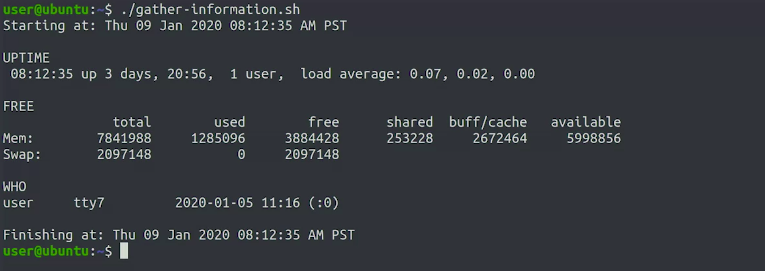 user@ubuntu:~$ ./gather-information.sh
Starting at: Thu 09 Jan 2020 08:12:35 AM PST
UPTIME
08:12:35 up 3 days, 20:56, 1 user, load average: 0.07, 0.02, 0.00
FREE
total used free shared buff/cache available
Mem: 7841988 1285096 3884428 253228 2672464 5998856
Swap: 2097148 0 2097148
WHO
user tty7 2020-01-05 11:16 (:0)
Finishing at: Thu 09 Jan 2020 08:12:35 AM PST
user@ubuntu:~$